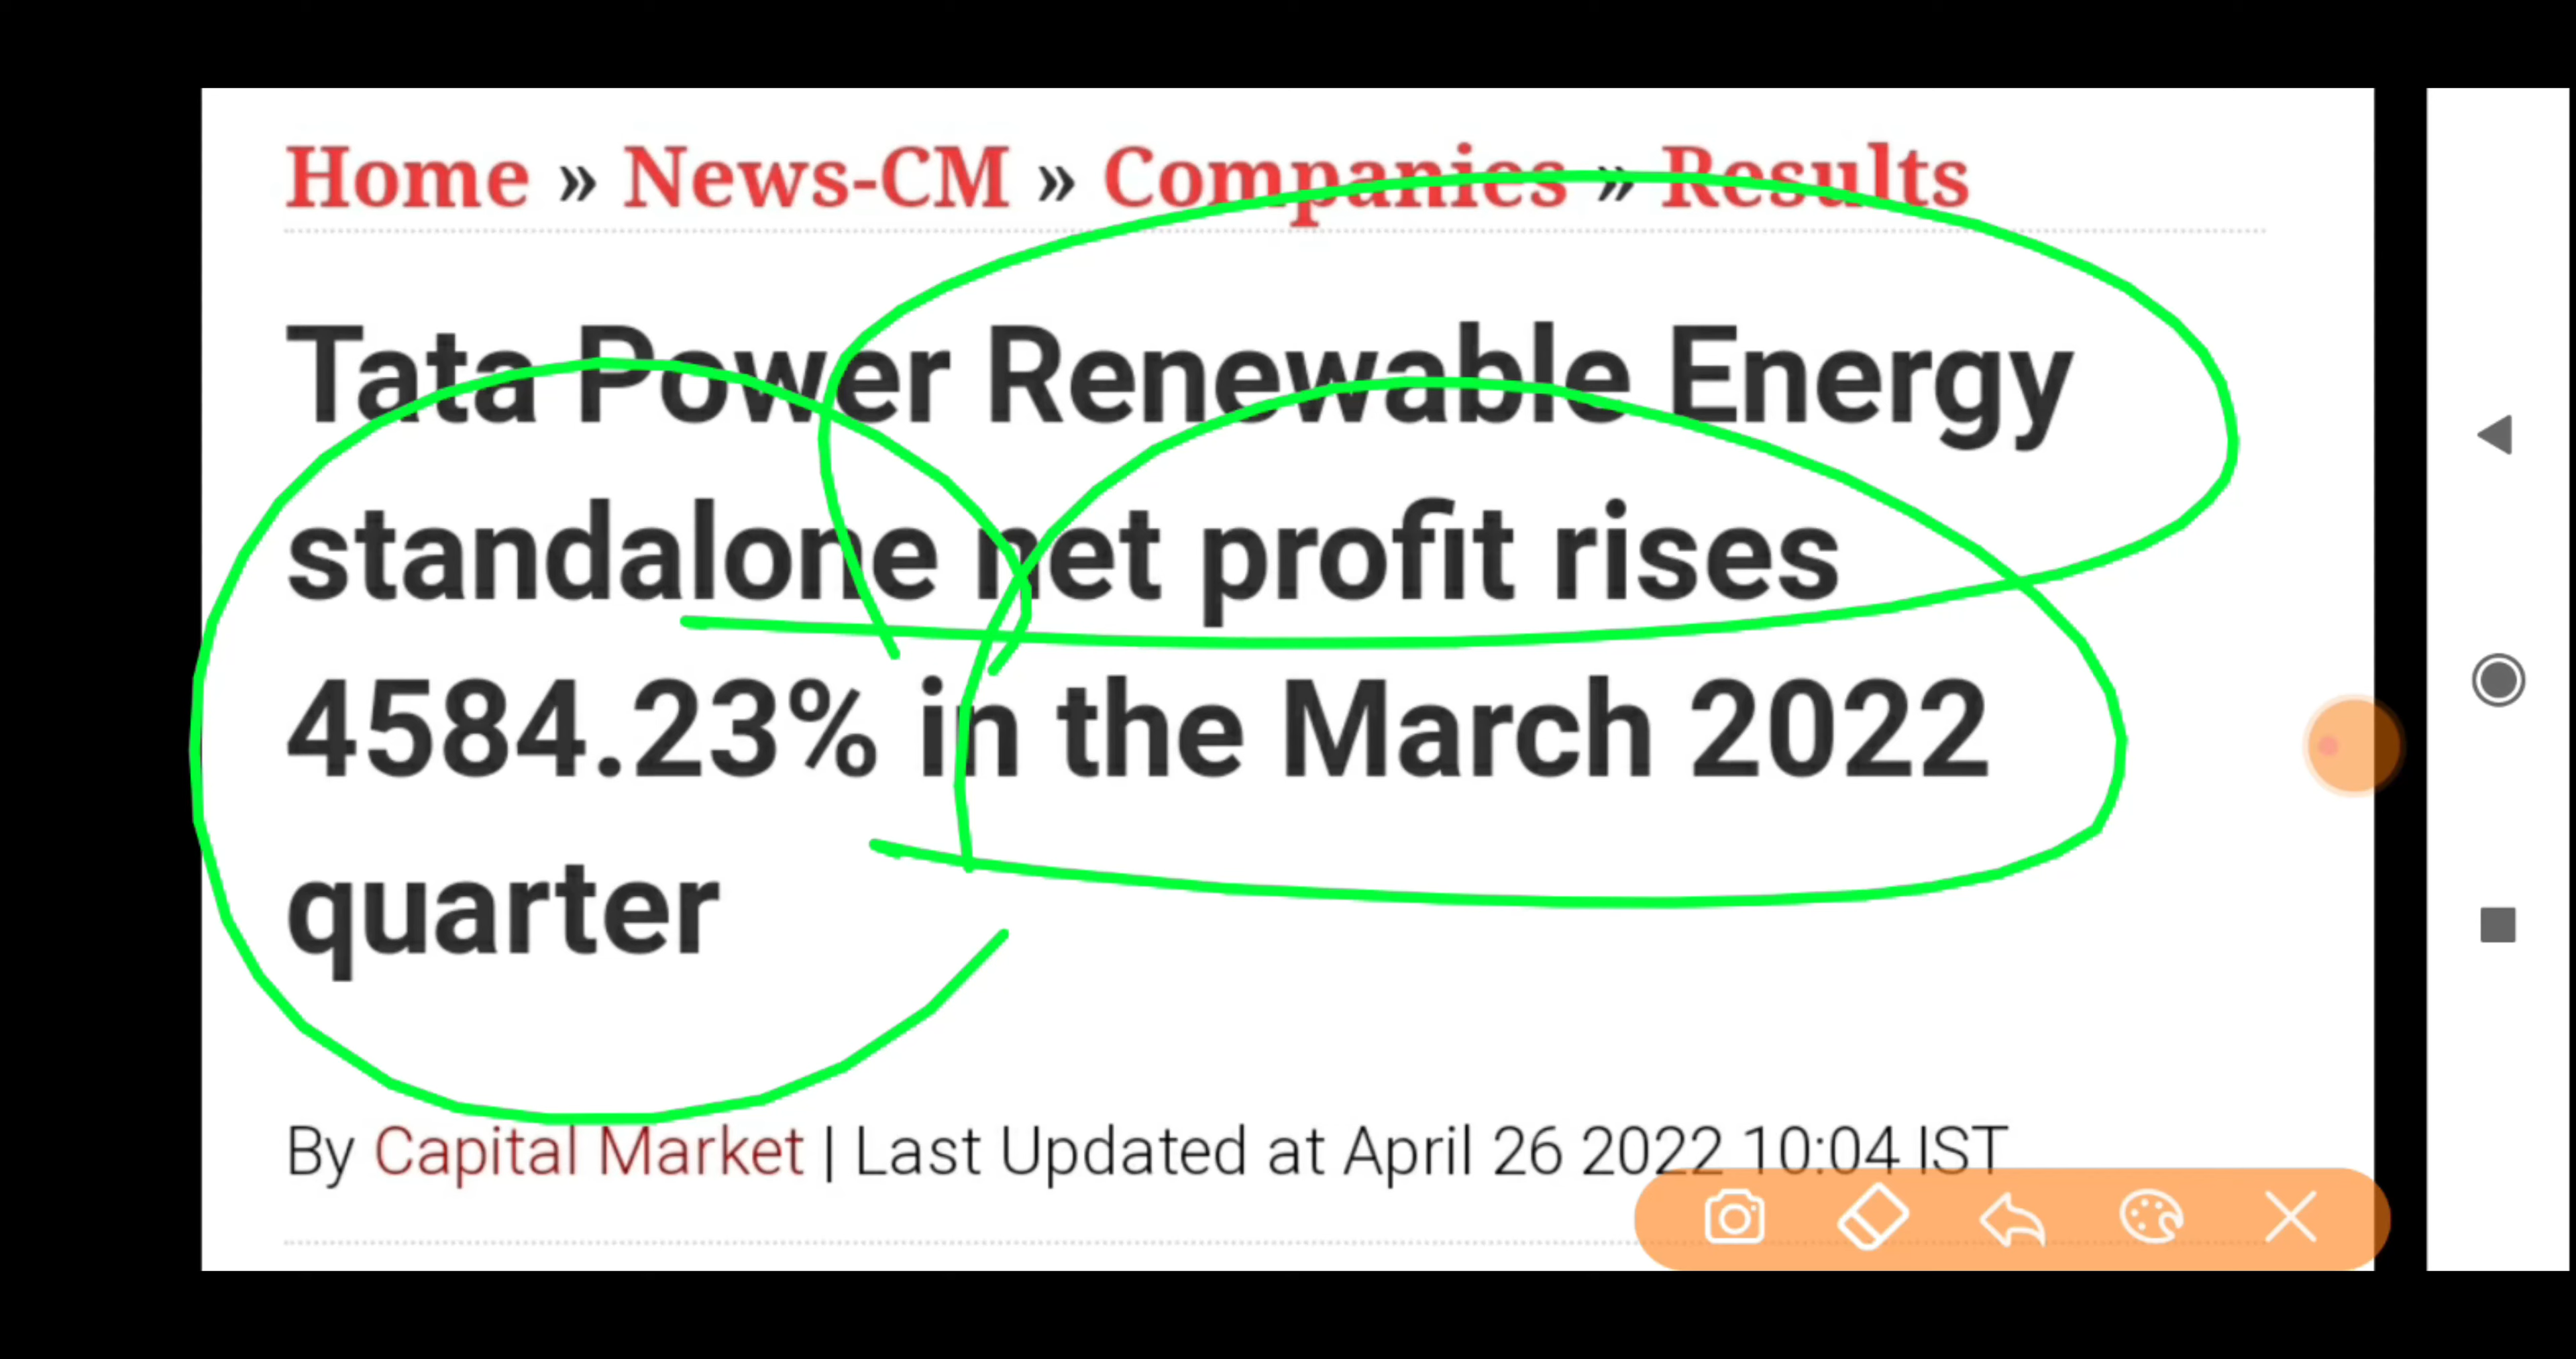 Home » News-CM » Companies » Results
Tata Power Renewable Energy
standalone net profit rises
4584.23% in the March 2022
quarter
By Capital Market | Last Updated at April 26 2022 10:04 IST